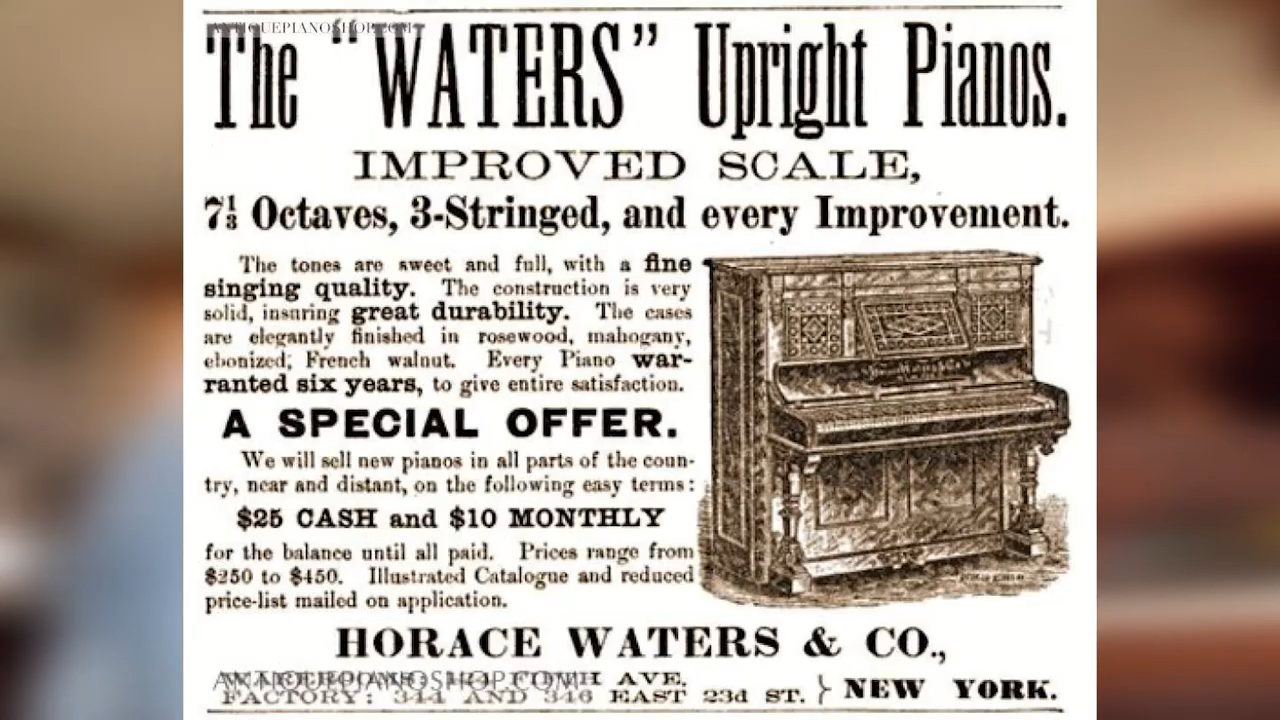 ANTIQUEPIANOSHOP.COM
The "WATERS" Upright Pianos.
IMPROVED SCALE,
7⅓ Octaves, 3-Stringed, and every Improvement.
The tones are sweet and full, with a fine
singing quality. The construction is very
solid, insuring great durability. The cases
are elegantly finished in rosewood, mahogany,
ebonized, French walnut. Every Piano war-
ranted six years, to give entire satisfaction.
A SPECIAL OFFER.
We will sell new pianos in all parts of the coun-
try, near and distant, on the following easy terms:
$25 CASH and $10 MONTHLY
for the balance until all paid. Prices range from
$250 to $450. Illustrated Catalogue and reduced
price-list mailed on application.
HORACE WATERS & CO.,
ANTIQUEPIANOSHOP.COM
FIFTH AVE.
FACTORY: 344 AND 346 EAST 23d ST. } NEW YORK.